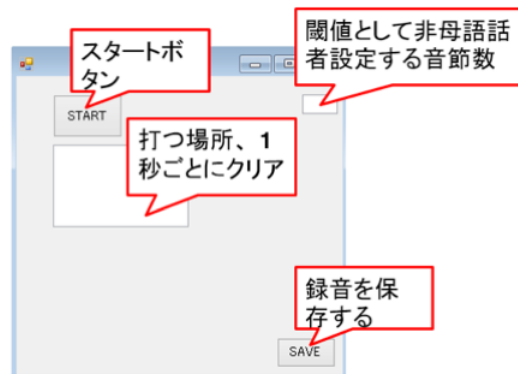 スタートボ
タン
閾値として非母語話
者設定する音節数
START
打つ場所、1
秒ごとにクリア
録音を保
存する
SAVE